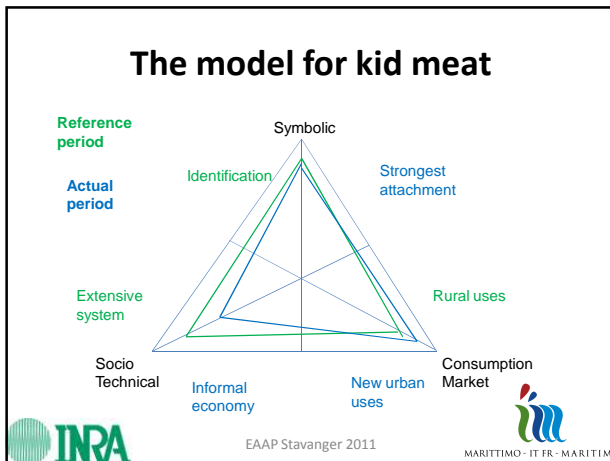 The model for kid meat
Reference
period
Symbolic
Identification
Strongest
attachment
Actual
period
Extensive
system
Rural uses
Socio
Technical
Consumption
Market
Informal
economy
New urban
uses
INRA
EAAP Stavanger 2011
MARITTIMO - IT FR - MARITIM